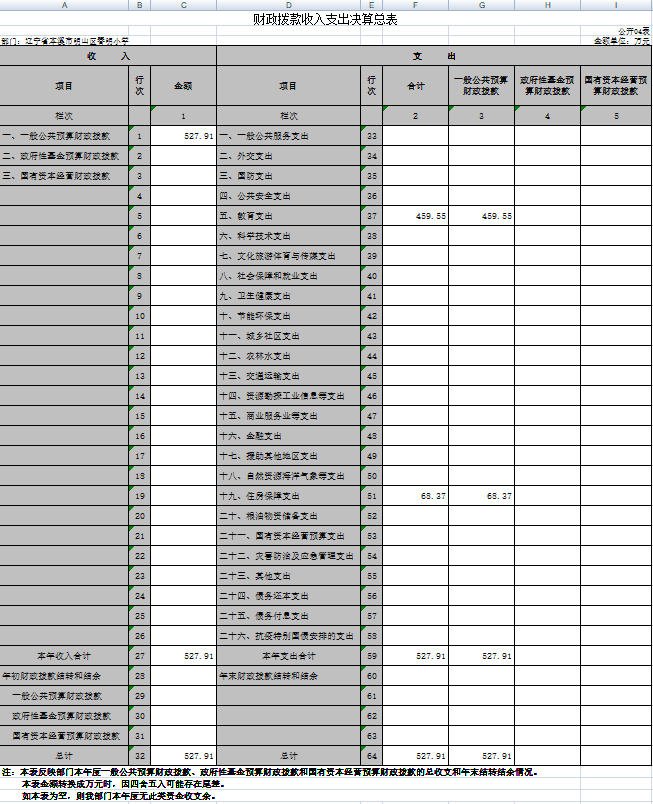 A B C D E F G H I
财政拨款收入支出决算总表
公开04表
部门：辽宁省本溪市明山区春明小学 金额单位：万元
收 入 支 出
项目 行次 金额 项目 行次 合计 一般公共预算财政拨款 政府性基金预算财政拨款 国有资本经营预算财政拨款
栏次 1 栏次 2 3 4 5
一、一般公共预算财政拨款 1 527.91 一、一般公共服务支出 33
二、政府性基金预算财政拨款 2 二、外交支出 34
三、国有资本经营财政拨款 3 三、国防支出 35
4 四、公共安全支出 36
5 五、教育支出 37 459.55 459.55
6 六、科学技术支出 38
7 七、文化旅游体育与传媒支出 39
8 八、社会保障和就业支出 40
9 九、卫生健康支出 41
10 十、节能环保支出 42
11 十一、城乡社区支出 43
12 十二、农林水支出 44
13 十三、交通运输支出 45
14 十四、资源勘探工业信息等支出 46
15 十五、商业服务业等支出 47
16 十六、金融支出 48
17 十七、援助其他地区支出 49
18 十八、自然资源海洋气象等支出 50
19 十九、住房保障支出 51 68.37 68.37
20 二十、粮油物资储备支出 52
21 二十一、国有资本经营预算支出 53
22 二十二、灾害防治及应急管理支出 54
23 二十三、其他支出 55
24 二十四、债务还本支出 56
25 二十五、债务付息支出 57
26 二十六、抗疫特别国债安排的支出 58
本年收入合计 27 527.91 本年支出合计 59 527.91 527.91
年初财政拨款结转和结余 28 年末财政拨款结转和结余 60
一般公共预算财政拨款 29 61
政府性基金预算财政拨款 30 62
国有资本经营预算财政拨款 31 63
总计 32 527.91 总计 64 527.91 527.91
注：本表反映部门本年度一般公共预算财政拨款、政府性基金预算财政拨款和国有资本经营预算财政拨款的总收支和年末结转结余情况。
本表金额转换成万元时，因四舍五入可能存在尾差。
如本表为空，则我部门本年度无此类资金收支余。